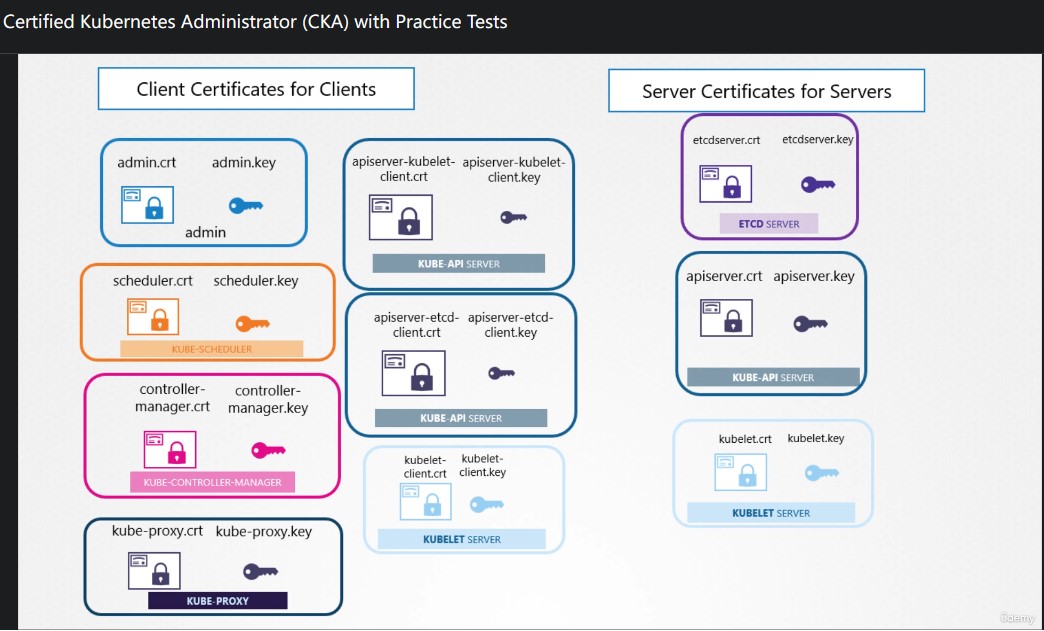 Certified Kubernetes Administrator (CKA) with Practice Tests
Client Certificates for Clients
admin.crt
admin.key
admin
scheduler.crt
scheduler.key
KUBE-SCHEDULER
controller-
manager.crt
controller-
manager.key
KUBE-CONTROLLER-MANAGER
kube-proxy.crt
kube-proxy.key
KUBE-PROXY
apiserver-kubelet-
client.crt
apiserver-kubelet-
client.key
KUBE-API SERVER
apiserver-etcd-
client.crt
apiserver-etcd-
client.key
KUBE-API SERVER
kubelet-
client.crt
kubelet-
client.key
KUBELET SERVER
Server Certificates for Servers
etcdserver.crt
etcdserver.key
ETCD SERVER
apiserver.crt
apiserver.key
KUBE-API SERVER
kubelet.crt
kubelet.key
KUBELET SERVER
Udemy